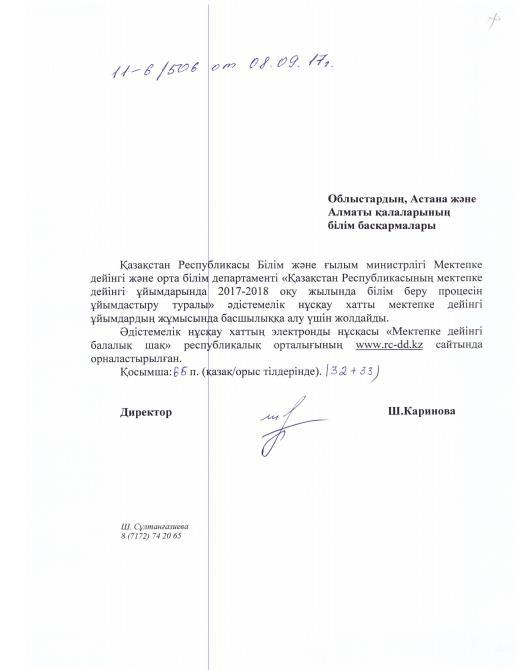 11-6/506 от 08.09.17г.
Облыстардың, Астана және
Алматы қалаларының
білім басқармалары
Қазақстан Республикасы Білім және ғылым министрлігі Мектепке
дейінгі және орта білім департаменті «Қазақстан Республикасының мектепке
дейінгі ұйымдарында 2017-2018 оқу жылында білім беру процесін
ұйымдастыру туралы» әдістемелік нұсқау хатты мектепке дейінгі
ұйымдардың жұмысында басшылыққа алу үшін жолдайды.
Әдістемелік нұсқау хаттың электронды нұсқасы «Мектепке дейінгі
балалық шақ» республикалық орталығының www.rc-dd.kz сайтында
орналастырылған.
Қосымша: 65 п. (қазақ/орыс тілдерінде). (32+33)
Директор Ш.Каринова
Ш. Сұлтанғазиева
8 (7172) 74 20 65